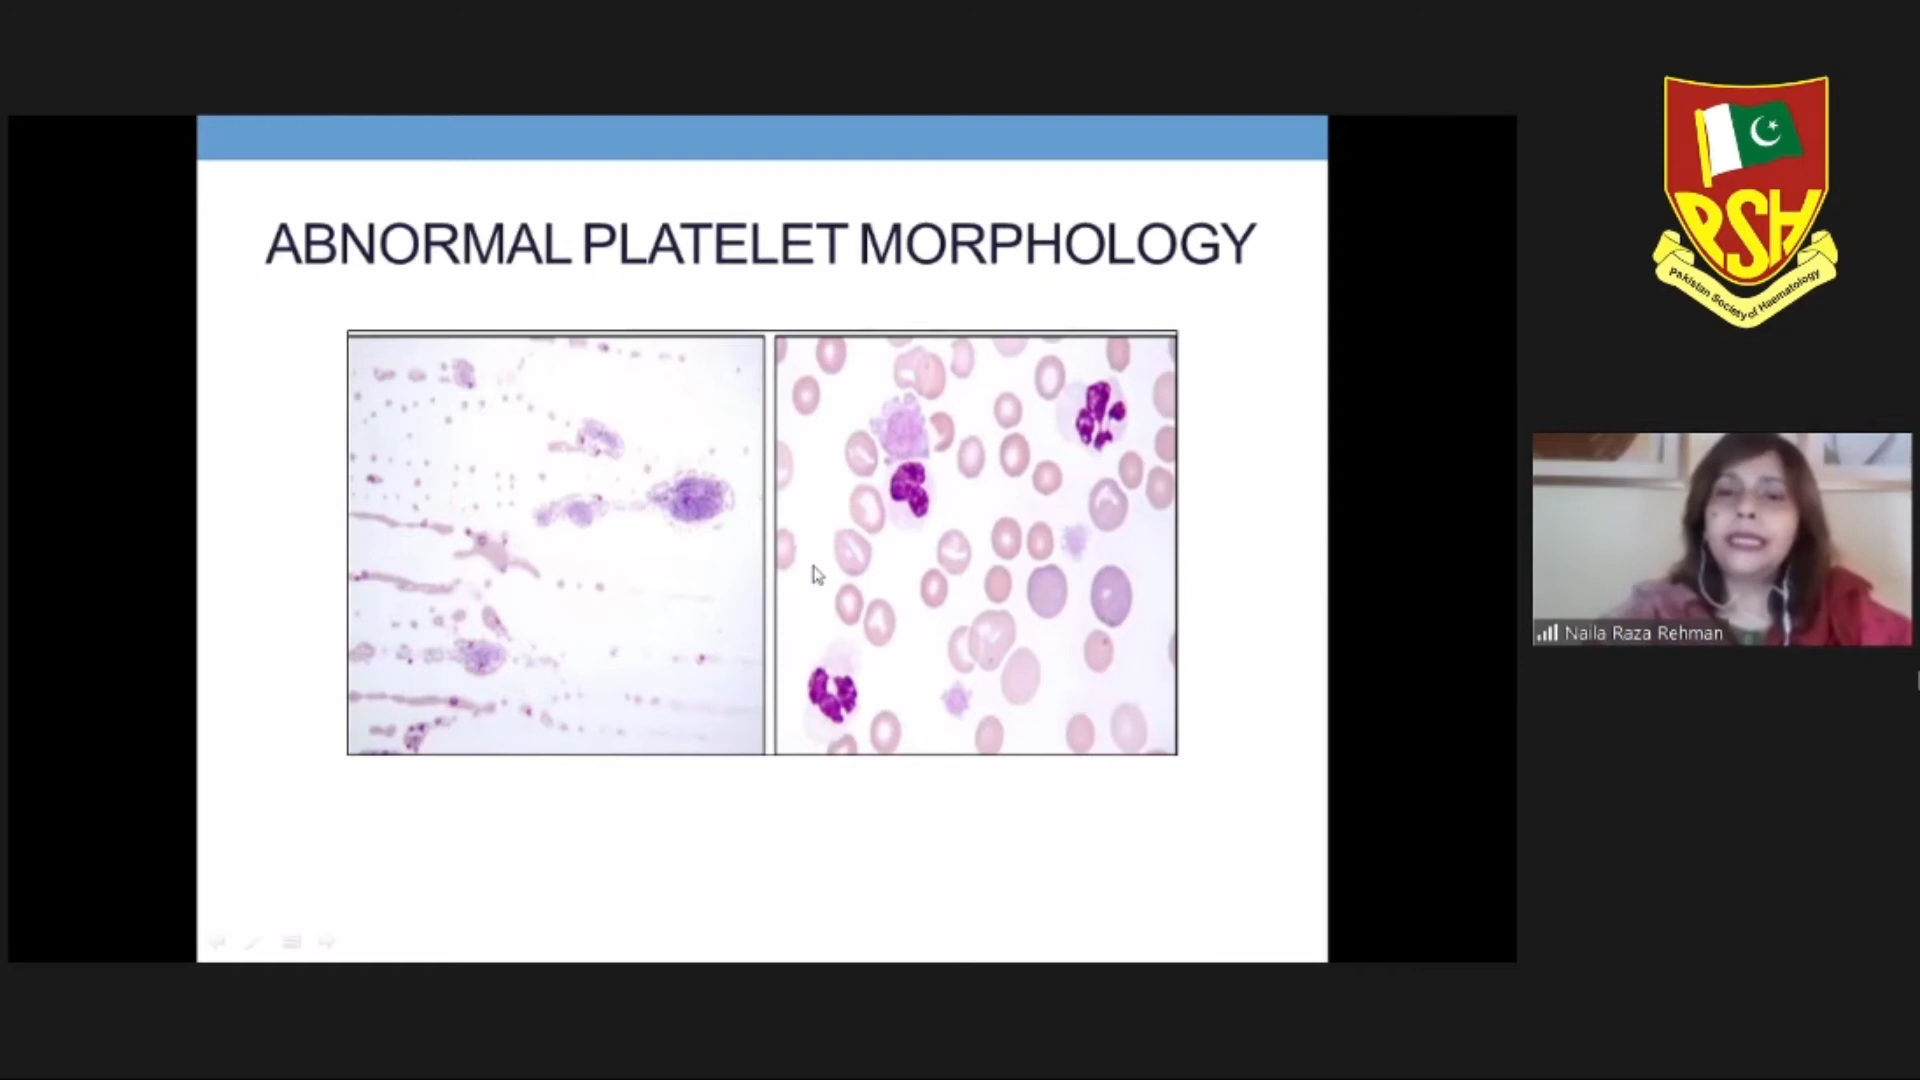 ABNORMAL PLATELET MORPHOLOGY
PSH
Pakistan Society of Haematology
Naila Raza Rehman